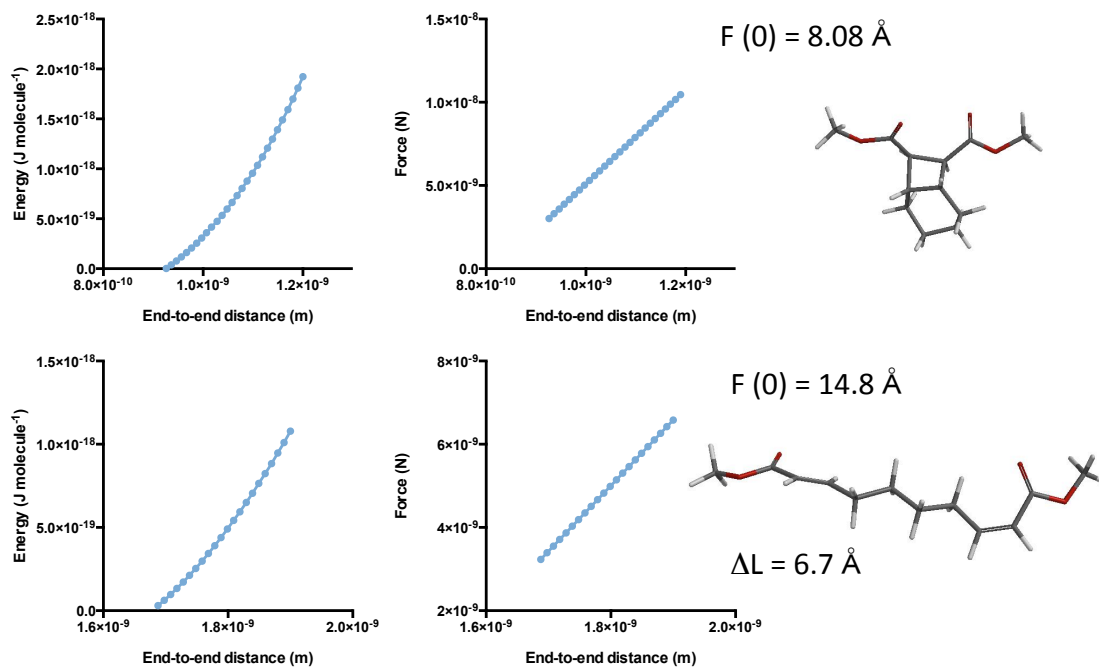 2.5×10⁻¹⁸
2.0×10⁻¹⁸
1.5×10⁻¹⁸
1.0×10⁻¹⁸
5.0×10⁻¹⁹
0.0
Energy (J molecule⁻¹)
8.0×10⁻¹⁰ 1.0×10⁻⁹ 1.2×10⁻⁹
End-to-end distance (m)
1.5×10⁻⁸
1.0×10⁻⁸
5.0×10⁻⁹
0.0
Force (N)
8.0×10⁻¹⁰ 1.0×10⁻⁹ 1.2×10⁻⁹
End-to-end distance (m)
F (0) = 8.08 Å
1.5×10⁻¹⁸
1.0×10⁻¹⁸
5.0×10⁻¹⁹
0.0
Energy (J molecule⁻¹)
1.6×10⁻⁹ 1.8×10⁻⁹ 2.0×10⁻⁹
End-to-end distance (m)
8×10⁻⁹
6×10⁻⁹
4×10⁻⁹
2×10⁻⁹
Force (N)
1.6×10⁻⁹ 1.8×10⁻⁹ 2.0×10⁻⁹
End-to-end distance (m)
F (0) = 14.8 Å
ΔL = 6.7 Å